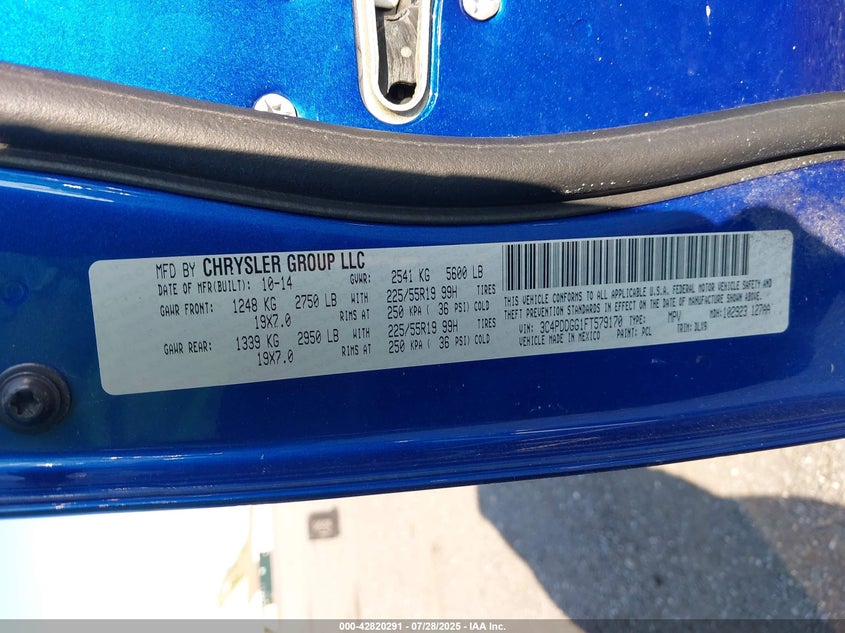 MFD BY CHRYSLER GROUP LLC
DATE OF MFR(BUILT): 10-14 GVWR: 2541 KG 5600 LB
GAWR FRONT: 1248 KG 2750 LB WITH 225/55R19 99H TIRES
19X7.0 RIMS AT 250 KPA ( 36 PSI) COLD
GAWR REAR: 1339 KG 2950 LB WITH 225/55R19 99H TIRES
19X7.0 RIMS AT 250 KPA ( 36 PSI) COLD
THIS VEHICLE CONFORMS TO ALL APPLICABLE U.S.A. FEDERAL MOTOR VEHICLE SAFETY AND
THEFT PREVENTION STANDARDS IN EFFECT ON THE DATE OF MANUFACTURE SHOWN ABOVE.
VIN: 3C4PDDGG1FT579170 TYPE: MPV MDH: 102923 127AA
VEHICLE MADE IN MEXICO PAINT: PCL TRIM: DLX9
000-42820291 - 07/28/2025 - IAA Inc.